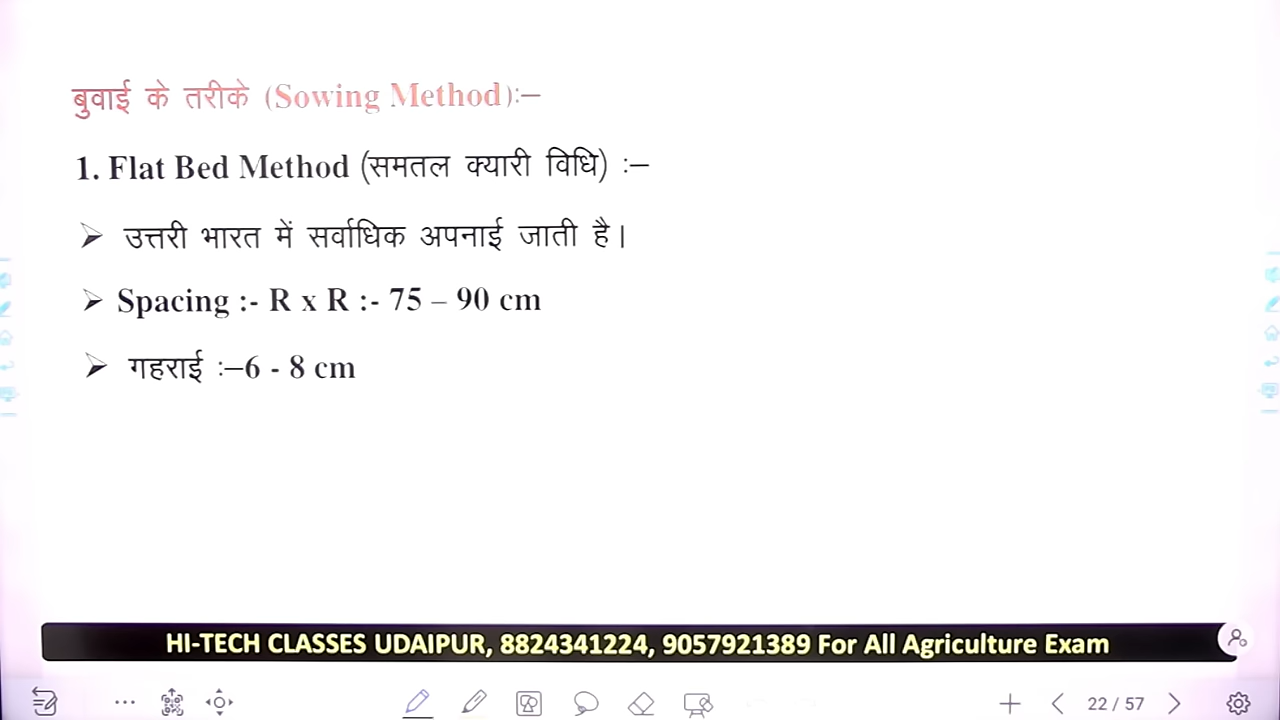 बुवाई के तरीके (Sowing Method):–
1. Flat Bed Method (समतल क्यारी विधि) :–
➢ उत्तरी भारत में सर्वाधिक अपनाई जाती है।
➢ Spacing :- R x R :- 75 – 90 cm
➢ गहराई :–6 - 8 cm
HI-TECH CLASSES UDAIPUR, 8824341224, 9057921389 For All Agriculture Exam
22 / 57